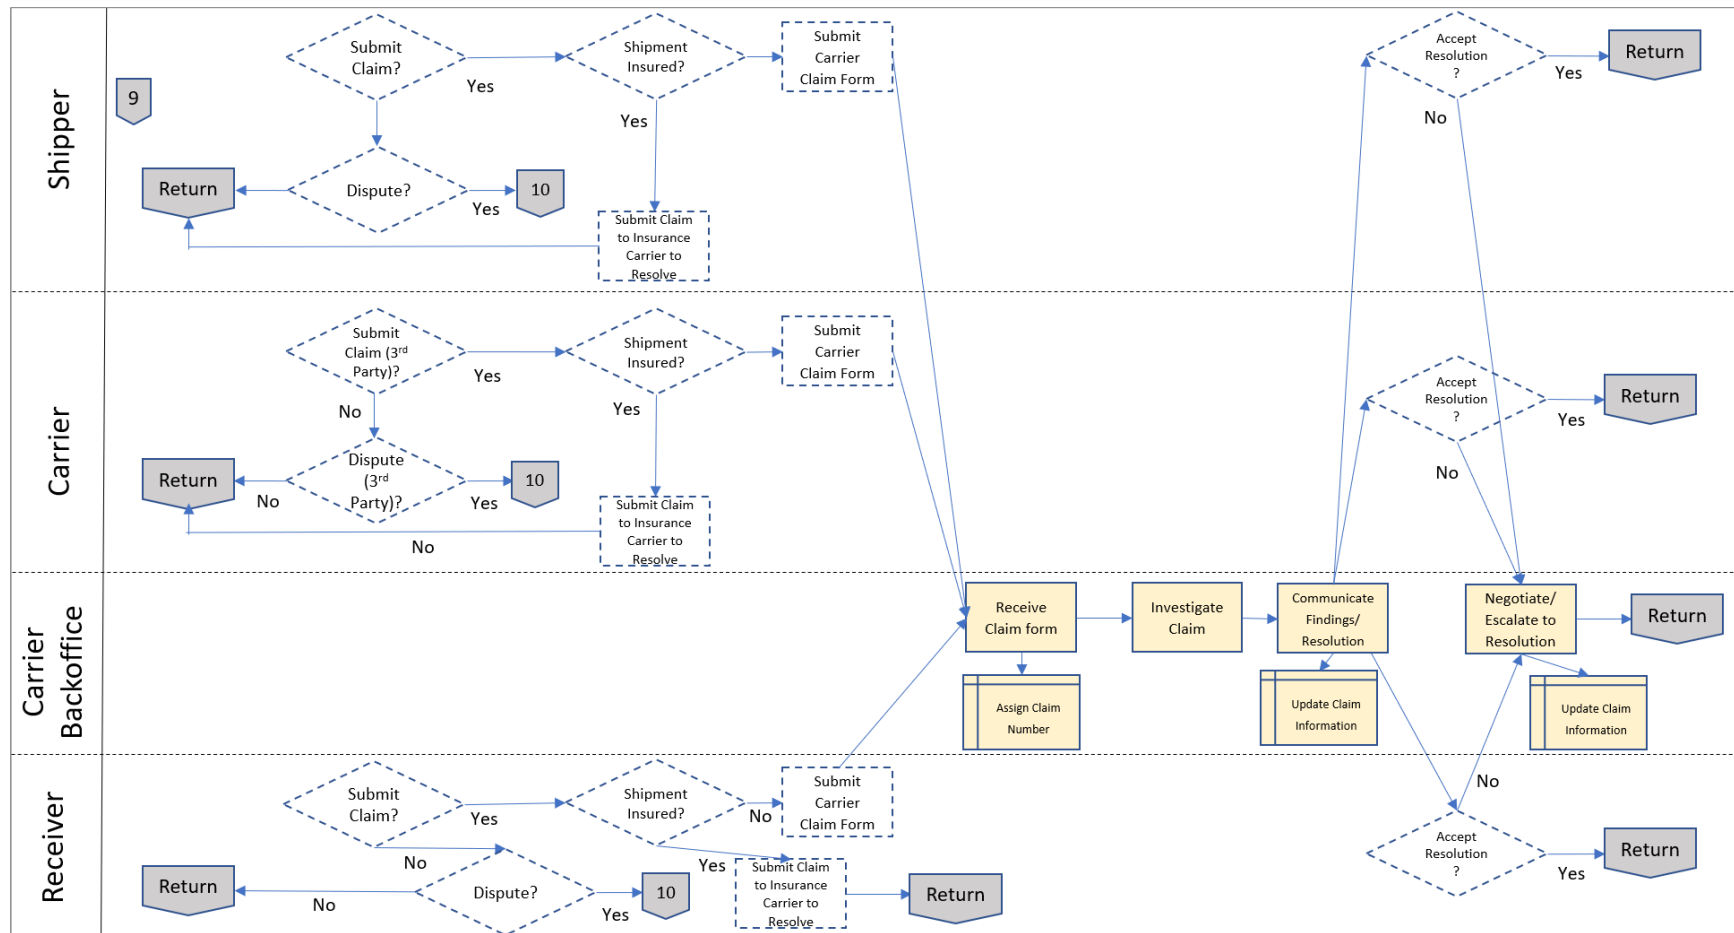 Shipper
9
Submit
Claim?
Yes
Shipment
Insured?
Yes
Submit
Carrier
Claim Form
Accept
Resolution
?
Yes
No
Return
Return
Dispute?
Yes
10
Submit Claim
to Insurance
Carrier to
Resolve
Carrier
Submit
Claim (3rd
Party)?
Yes
No
Shipment
Insured?
Yes
Submit
Carrier
Claim Form
Accept
Resolution
?
Yes
No
Return
Return
No
Dispute
(3rd
Party)?
Yes
10
Submit Claim
to Insurance
Carrier to
Resolve
No
Carrier
Backoffice
Receive
Claim form
Investigate
Claim
Communicate
Findings/
Resolution
Negotiate/
Escalate to
Resolution
Return
Assign Claim
Number
Update Claim
Information
Update Claim
Information
Receiver
Submit
Claim?
Yes
No
Shipment
Insured?
No
Yes
Submit
Carrier
Claim Form
No
Accept
Resolution
?
Yes
Return
Return
No
Dispute?
Yes
10
Submit Claim
to Insurance
Carrier to
Resolve
Return